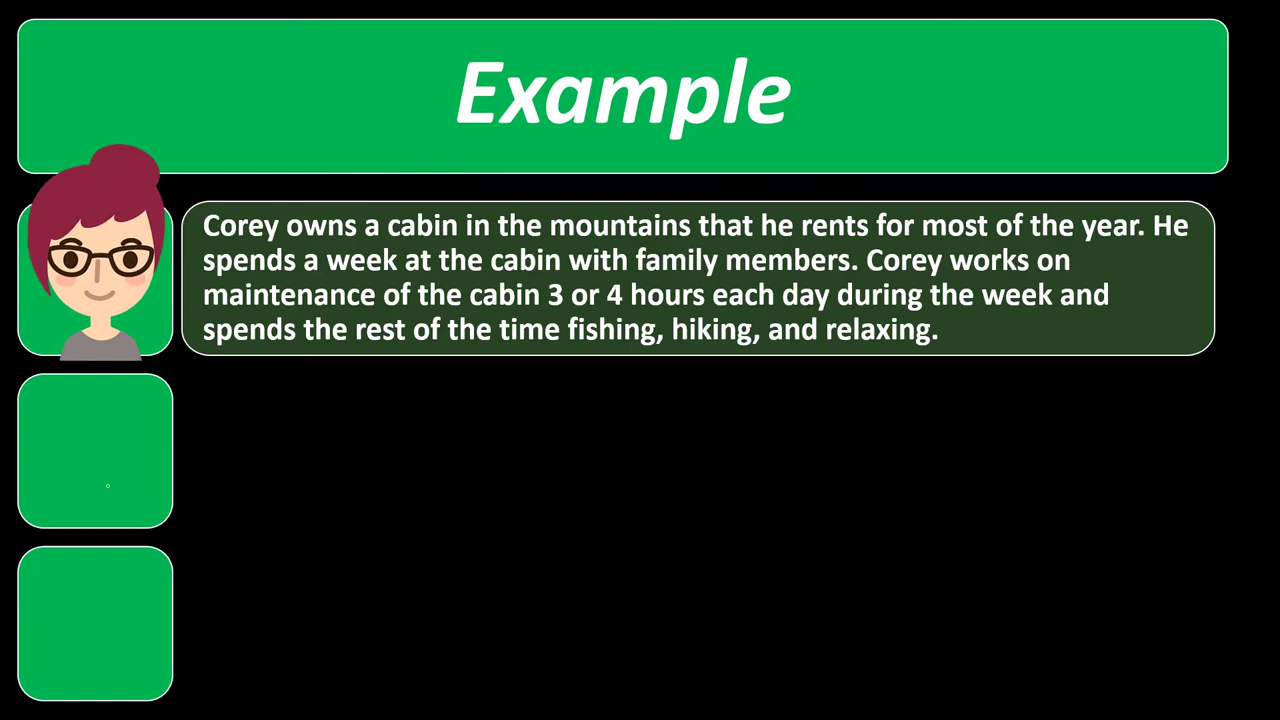 Example
Corey owns a cabin in the mountains that he rents for most of the year. He
spends a week at the cabin with family members. Corey works on
maintenance of the cabin 3 or 4 hours each day during the week and
spends the rest of the time fishing, hiking, and relaxing.